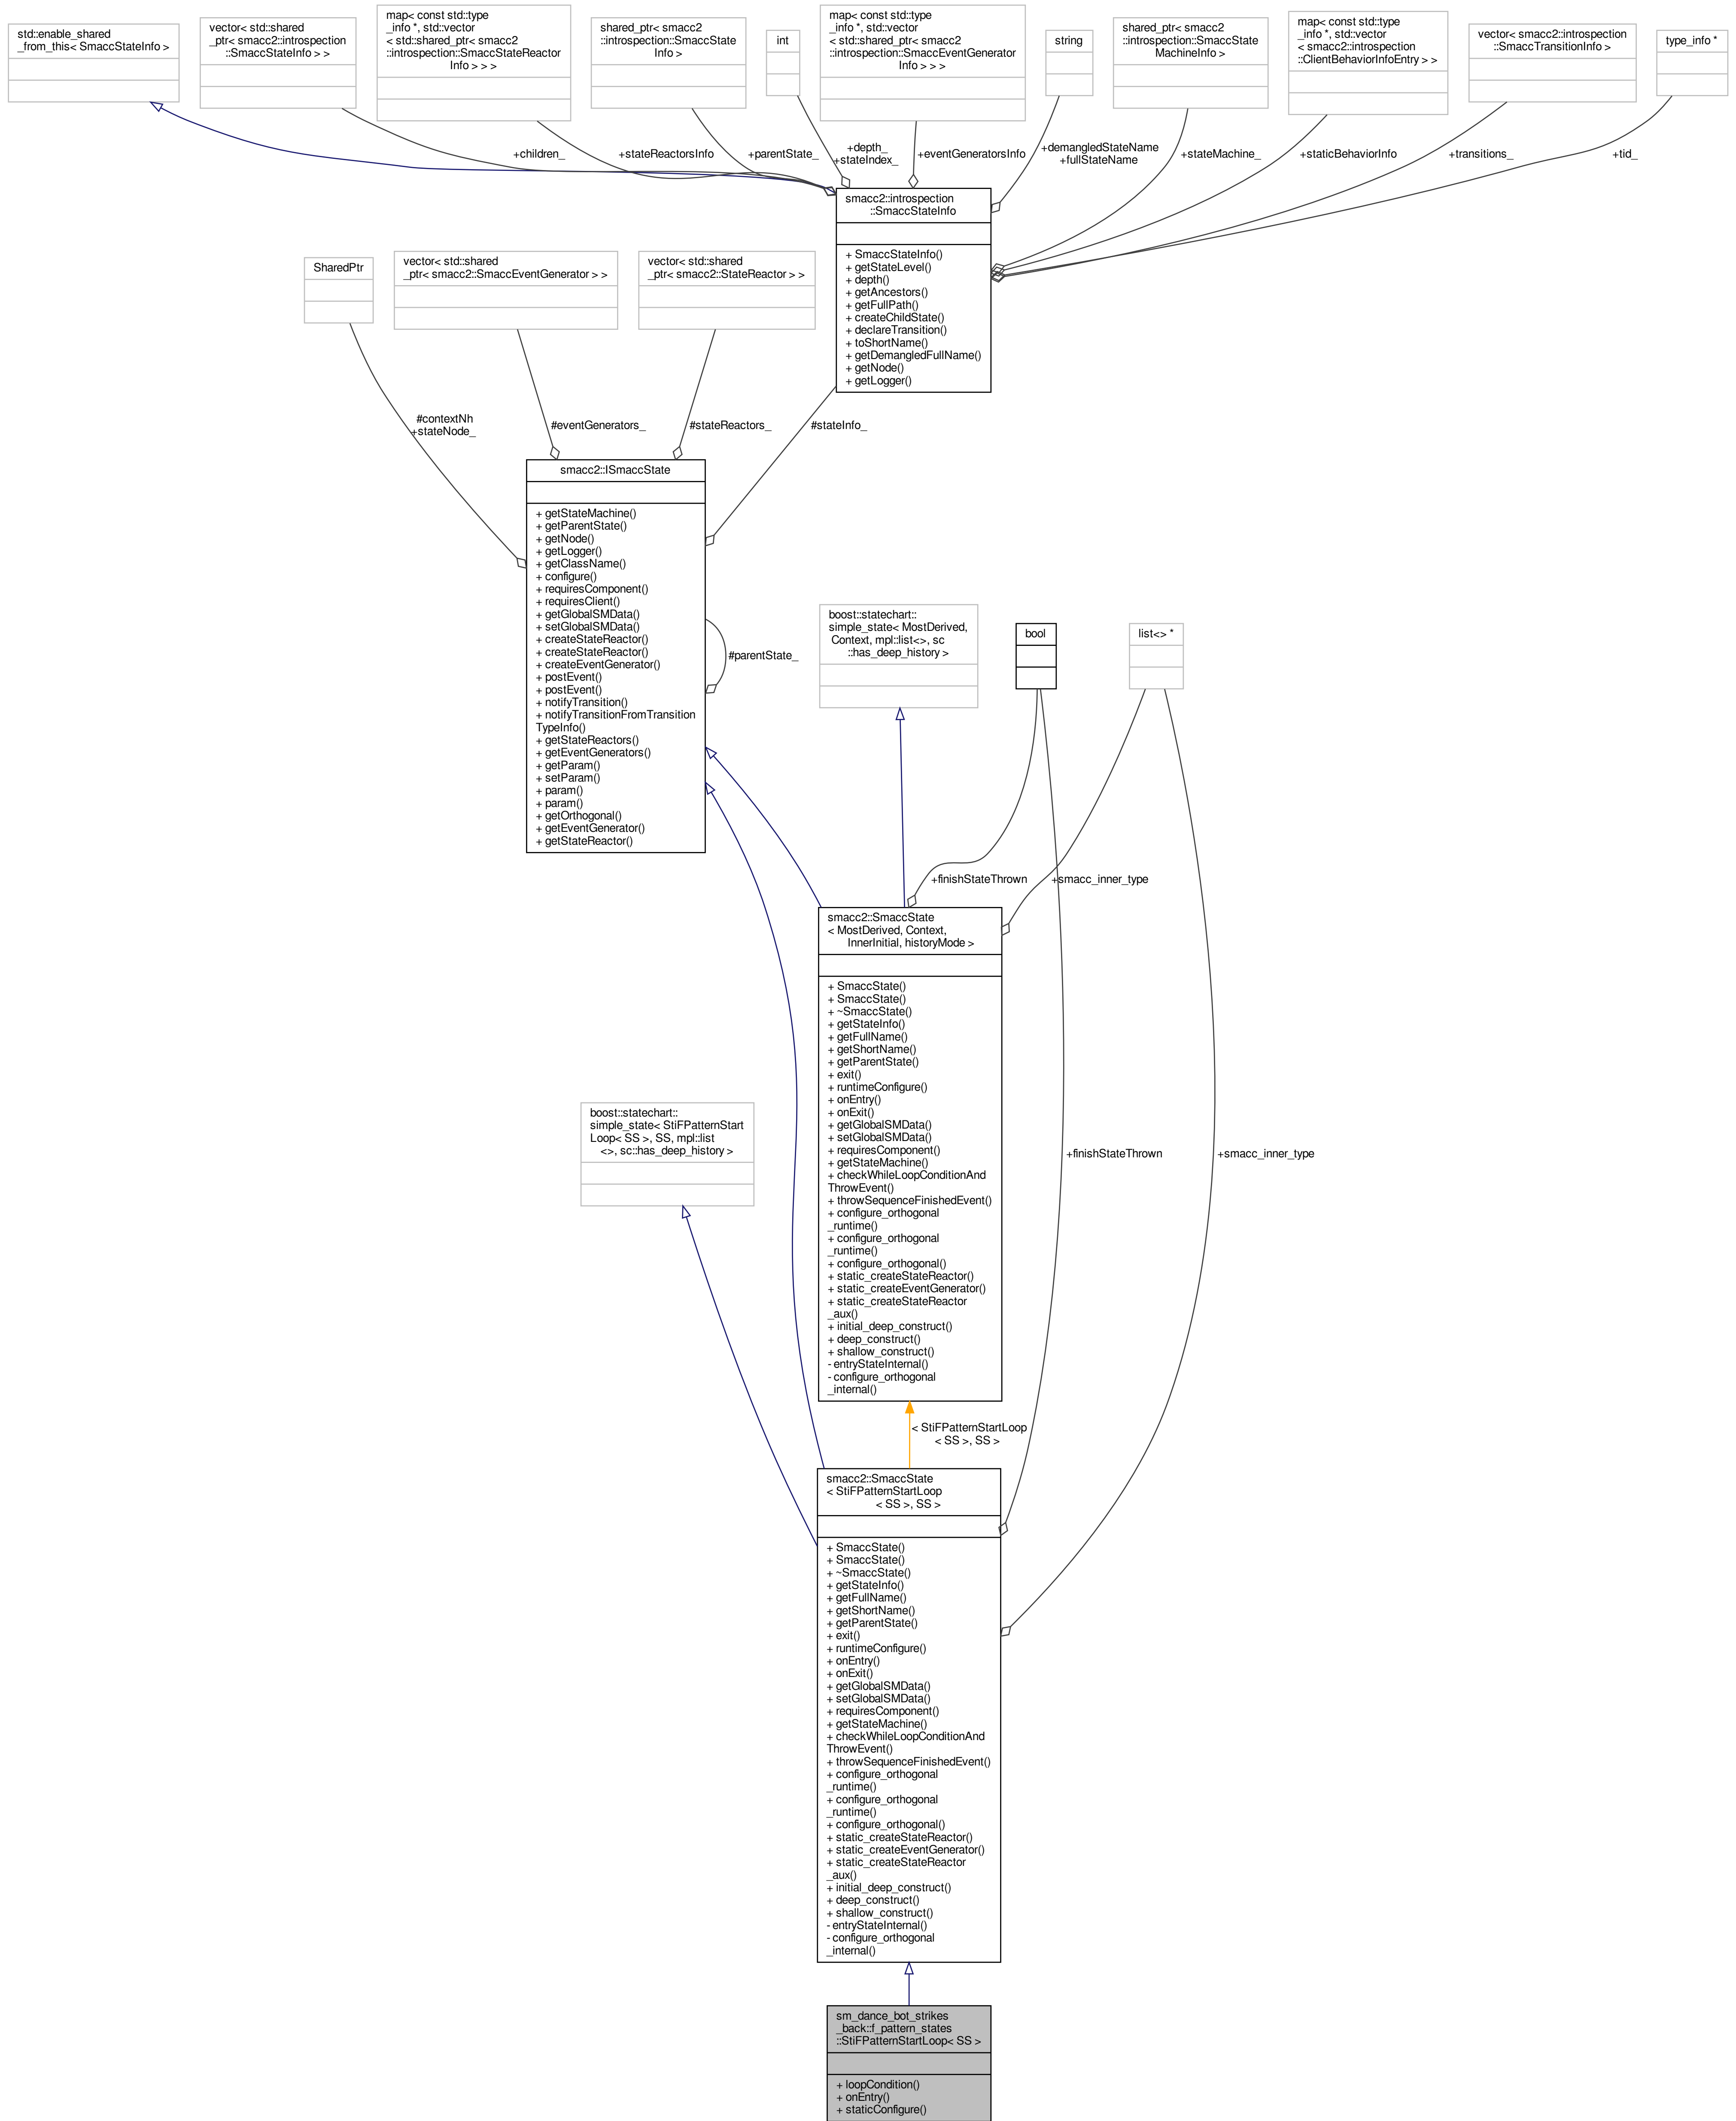 std::enable_shared
_from_this< SmaccStateInfo >
vector< std::shared
_ptr< smacc2::introspection
::SmaccStateInfo > >
map< const std::type
_info *, std::vector
< std::shared_ptr< smacc2
::introspection::SmaccStateReactor
Info > > >
shared_ptr< smacc2
::introspection::SmaccState
Info >
int
map< const std::type
_info *, std::vector
< std::shared_ptr< smacc2
::introspection::SmaccEventGenerator
Info > > >
string
shared_ptr< smacc2
::introspection::SmaccState
MachineInfo >
map< const std::type
_info *, std::vector
< smacc2::introspection
::ClientBehaviorInfoEntry > >
vector< smacc2::introspection
::SmaccTransitionInfo >
type_info *
+children_
+stateReactorsInfo
+parentState_
+depth_
+stateIndex_
+eventGeneratorsInfo
+demangledStateName
+fullStateName
+stateMachine_
+staticBehaviorInfo
+transitions_
+tid_
smacc2::introspection
::SmaccStateInfo
+ SmaccStateInfo()
+ getStateLevel()
+ depth()
+ getAncestors()
+ getFullPath()
+ createChildState()
+ declareTransition()
+ toShortName()
+ getDemangledFullName()
+ getNode()
+ getLogger()
SharedPtr
vector< std::shared
_ptr< smacc2::SmaccEventGenerator > >
vector< std::shared
_ptr< smacc2::StateReactor > >
#contextNh
+stateNode_
#eventGenerators_
#stateReactors_
#stateInfo_
smacc2::ISmaccState
+ getStateMachine()
+ getParentState()
+ getNode()
+ getLogger()
+ getClassName()
+ configure()
+ requiresComponent()
+ requiresClient()
+ getGlobalSMData()
+ setGlobalSMData()
+ createStateReactor()
+ createStateReactor()
+ createEventGenerator()
+ postEvent()
+ postEvent()
+ notifyTransition()
+ notifyTransitionFromTransition
TypeInfo()
+ getStateReactors()
+ getEventGenerators()
+ getParam()
+ setParam()
+ param()
+ param()
+ getOrthogonal()
+ getEventGenerator()
+ getStateReactor()
#parentState_
boost::statechart::
simple_state< MostDerived,
Context, mpl::list<>, sc
::has_deep_history >
bool
list<> *
+finishStateThrown
+smacc_inner_type
smacc2::SmaccState
< MostDerived, Context,
InnerInitial, historyMode >
+ SmaccState()
+ SmaccState()
+ ~SmaccState()
+ getStateInfo()
+ getFullName()
+ getShortName()
+ getParentState()
+ exit()
+ runtimeConfigure()
+ onEntry()
+ onExit()
+ getGlobalSMData()
+ setGlobalSMData()
+ requiresComponent()
+ getStateMachine()
+ checkWhileLoopConditionAnd
ThrowEvent()
+ throwSequenceFinishedEvent()
+ configure_orthogonal
_runtime()
+ configure_orthogonal
_runtime()
+ configure_orthogonal()
+ static_createStateReactor()
+ static_createEventGenerator()
+ static_createStateReactor
_aux()
+ initial_deep_construct()
+ deep_construct()
+ shallow_construct()
- entryStateInternal()
- configure_orthogonal
_internal()
boost::statechart::
simple_state< StiFPatternStart
Loop< SS >, SS, mpl::list
<>, sc::has_deep_history >
+finishStateThrown
+smacc_inner_type
< StiFPatternStartLoop
< SS >, SS >
smacc2::SmaccState
< StiFPatternStartLoop
< SS >, SS >
+ SmaccState()
+ SmaccState()
+ ~SmaccState()
+ getStateInfo()
+ getFullName()
+ getShortName()
+ getParentState()
+ exit()
+ runtimeConfigure()
+ onEntry()
+ onExit()
+ getGlobalSMData()
+ setGlobalSMData()
+ requiresComponent()
+ getStateMachine()
+ checkWhileLoopConditionAnd
ThrowEvent()
+ throwSequenceFinishedEvent()
+ configure_orthogonal
_runtime()
+ configure_orthogonal
_runtime()
+ configure_orthogonal()
+ static_createStateReactor()
+ static_createEventGenerator()
+ static_createStateReactor
_aux()
+ initial_deep_construct()
+ deep_construct()
+ shallow_construct()
- entryStateInternal()
- configure_orthogonal
_internal()
sm_dance_bot_strikes
_back::f_pattern_states
::StiFPatternStartLoop< SS >
+ loopCondition()
+ onEntry()
+ staticConfigure()